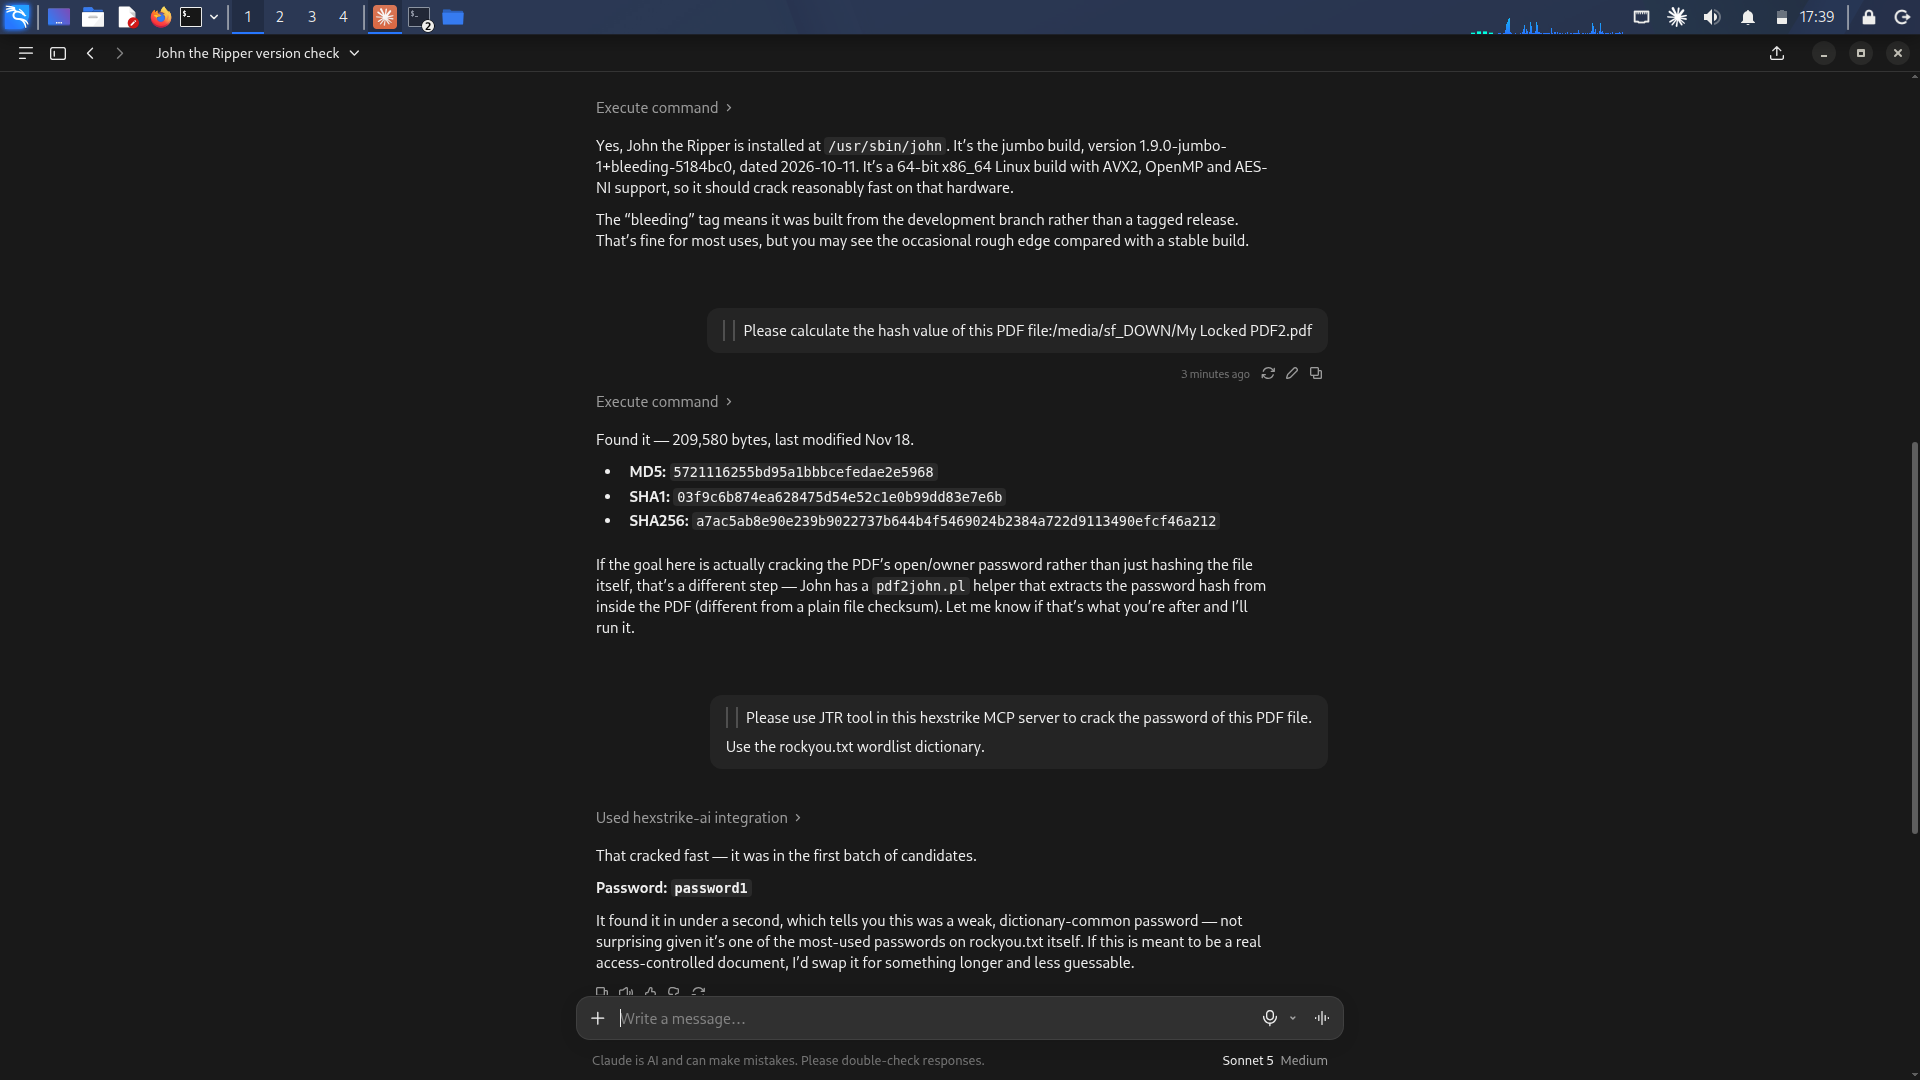 1 2 3 4 2 17:39
John the Ripper version check
Execute command
Yes, John the Ripper is installed at /usr/sbin/john. It’s the jumbo build, version 1.9.0-jumbo-
1+bleeding-5184bc0, dated 2026-10-11. It’s a 64-bit x86_64 Linux build with AVX2, OpenMP and AES-
NI support, so it should crack reasonably fast on that hardware.
The “bleeding” tag means it was built from the development branch rather than a tagged release.
That’s fine for most uses, but you may see the occasional rough edge compared with a stable build.
Please calculate the hash value of this PDF file:/media/sf_DOWN/My Locked PDF2.pdf
3 minutes ago
Execute command
Found it — 209,580 bytes, last modified Nov 18.
• MD5: 5721116255bd95a1bbbcefedae2e5968
• SHA1: 03f9c6b874ea628475d54e52c1e0b99dd83e7e6b
• SHA256: a7ac5ab8e90e239b9022737b644b4f5469024b2384a722d9113490efcf46a212
If the goal here is actually cracking the PDF’s open/owner password rather than just hashing the file
itself, that’s a different step — John has a pdf2john.pl helper that extracts the password hash from
inside the PDF (different from a plain file checksum). Let me know if that’s what you’re after and I’ll
run it.
Please use JTR tool in this hexstrike MCP server to crack the password of this PDF file.
Use the rockyou.txt wordlist dictionary.
Used hexstrike-ai integration
That cracked fast — it was in the first batch of candidates.
Password: password1
It found it in under a second, which tells you this was a weak, dictionary-common password — not
surprising given it’s one of the most-used passwords on rockyou.txt itself. If this is meant to be a real
access-controlled document, I’d swap it for something longer and less guessable.
Write a message…
Claude is AI and can make mistakes. Please double-check responses.
Sonnet 5 Medium